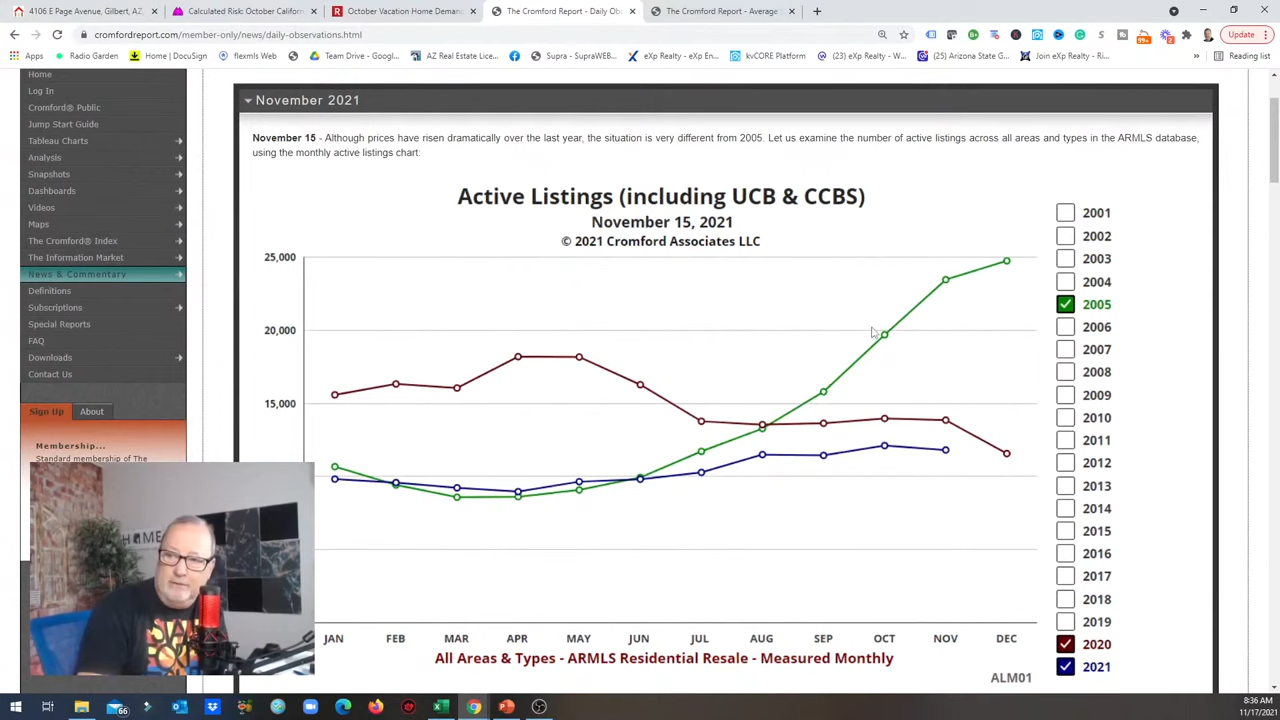 4106 E Page Avenue, Gilbert, AZ,
Calculated Risk: October Californ
October Vacation Home Demand
The Cromford Report - Daily Obs
The Cromford Report - Average S
cromfordreport.com/member-only/news/daily-observations.html
Update
Apps
Radio Garden
Home | DocuSign
flexmls Web
Team Drive - Googl...
AZ Real Estate Lice...
Supta- SupraWEB...
eXp Realty - eXp En...
kvCORE Platform
(23) eXp Realty - W...
(25) Arizona State G...
Join eXp Realty - Ri...
Reading list
Home
Log In
Cromford® Public
Jump Start Guide
Tableau Charts
Analysis
Snapshots
Dashboards
Videos
Maps
The Cromford® Index
The Information Market
News & Commentary
Definitions
Subscriptions
Special Reports
FAQ
Downloads
Contact Us
Sign Up
About
Membership...
Standard membership of The
November 2021
November 15 - Although prices have risen dramatically over the last year, the situation is very different from 2005. Let us examine the number of active listings across all areas and types in the ARMLS database,
using the monthly active listings chart:
Active Listings (including UCB & CCBS)
November 15, 2021
© 2021 Cromford Associates LLC
25,000
20,000
15,000
JAN
FEB
MAR
APR
MAY
JUN
JUL
AUG
SEP
OCT
NOV
DEC
All Areas & Types - ARMLS Residential Resale - Measured Monthly
ALM01
2001
2002
2003
2004
2005
2006
2007
2008
2009
2010
2011
2012
2013
2014
2015
2016
2017
2018
2019
2020
2021
HOME
66
8:36 AM
11/17/2021